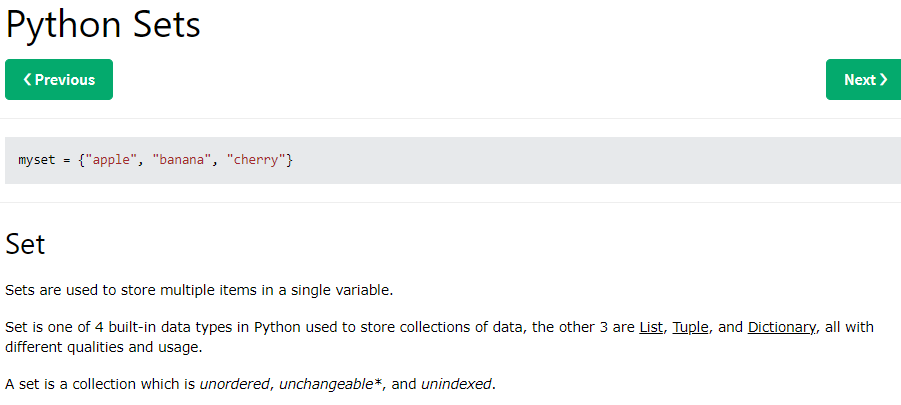 Python Sets
❮ Previous
Next ❯
myset = {"apple", "banana", "cherry"}
Set
Sets are used to store multiple items in a single variable.
Set is one of 4 built-in data types in Python used to store collections of data, the other 3 are List, Tuple, and Dictionary, all with
different qualities and usage.
A set is a collection which is unordered, unchangeable*, and unindexed.